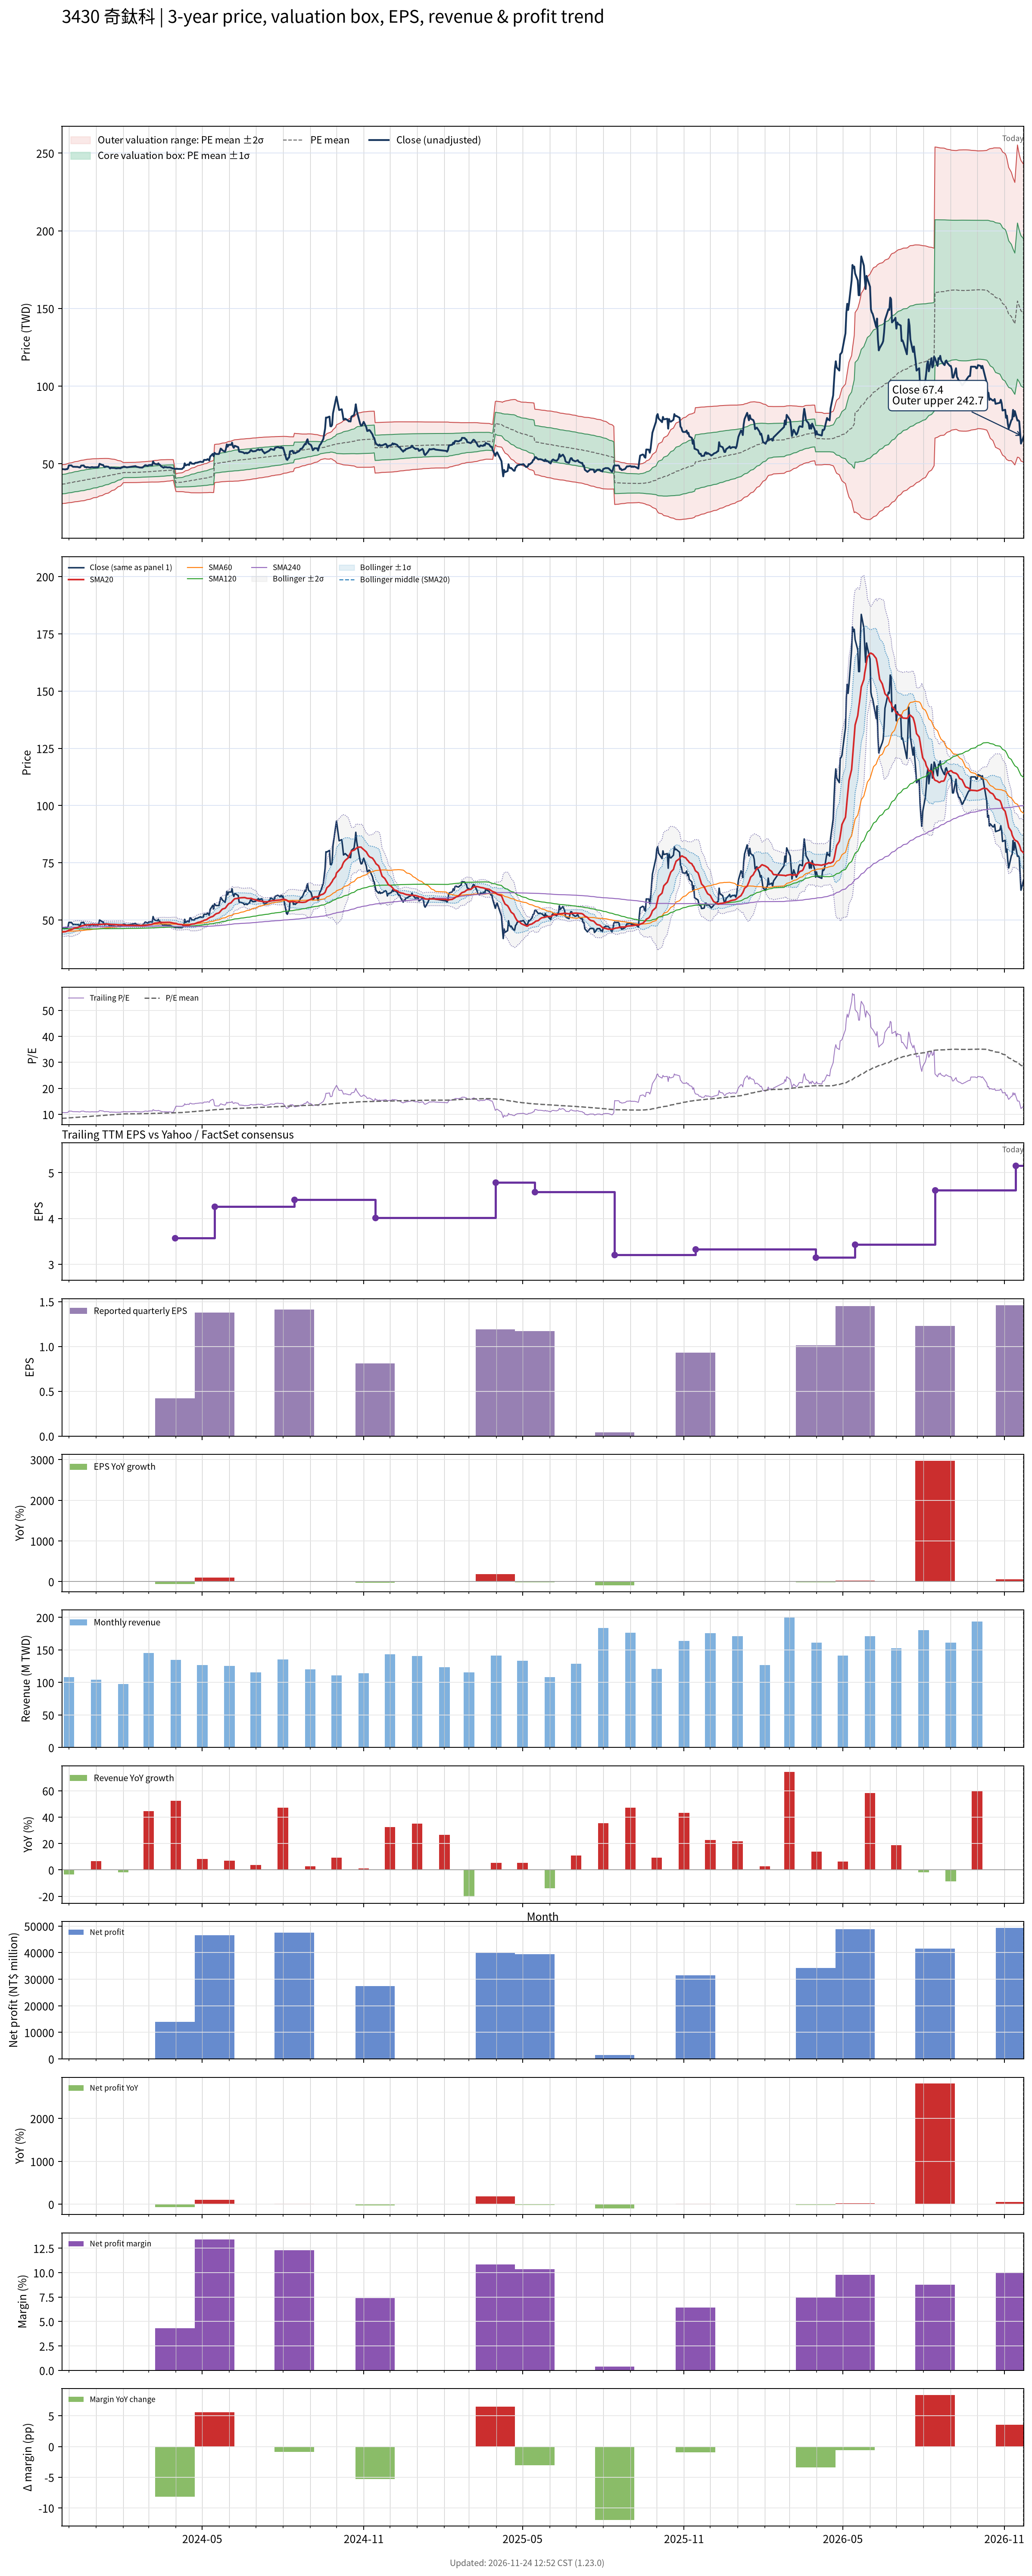 3430 奇鈦科 | 3-year price, valuation box, EPS, revenue & profit trend
Outer valuation range: PE mean ±2σ
PE mean
Close (unadjusted)
Core valuation box: PE mean ±1σ
Today
250
200
150
100
50
Price (TWD)
Close 67.4
Outer upper 242.7
Close (same as panel 1)
SMA60
SMA240
Bollinger ±1σ
SMA20
SMA120
Bollinger ±2σ
Bollinger middle (SMA20)
200
175
150
125
100
75
50
Price
Trailing P/E
P/E mean
50
40
30
20
10
P/E
Trailing TTM EPS vs Yahoo / FactSet consensus
Today
5
4
3
EPS
Reported quarterly EPS
1.5
1.0
0.5
0.0
EPS
EPS YoY growth
3000
2000
1000
0
YoY (%)
Monthly revenue
200
150
100
50
0
Revenue (M TWD)
Revenue YoY growth
60
40
20
0
-20
YoY (%)
Month
Net profit
50000
40000
30000
20000
10000
0
Net profit (NT$ million)
Net profit YoY
2000
1000
0
YoY (%)
Net profit margin
12.5
10.0
7.5
5.0
2.5
0.0
Margin (%)
Margin YoY change
5
0
-5
-10
Δ margin (pp)
2024-05
2024-11
2025-05
2025-11
2026-05
2026-11
Updated: 2026-11-24 12:52 CST (1.23.0)